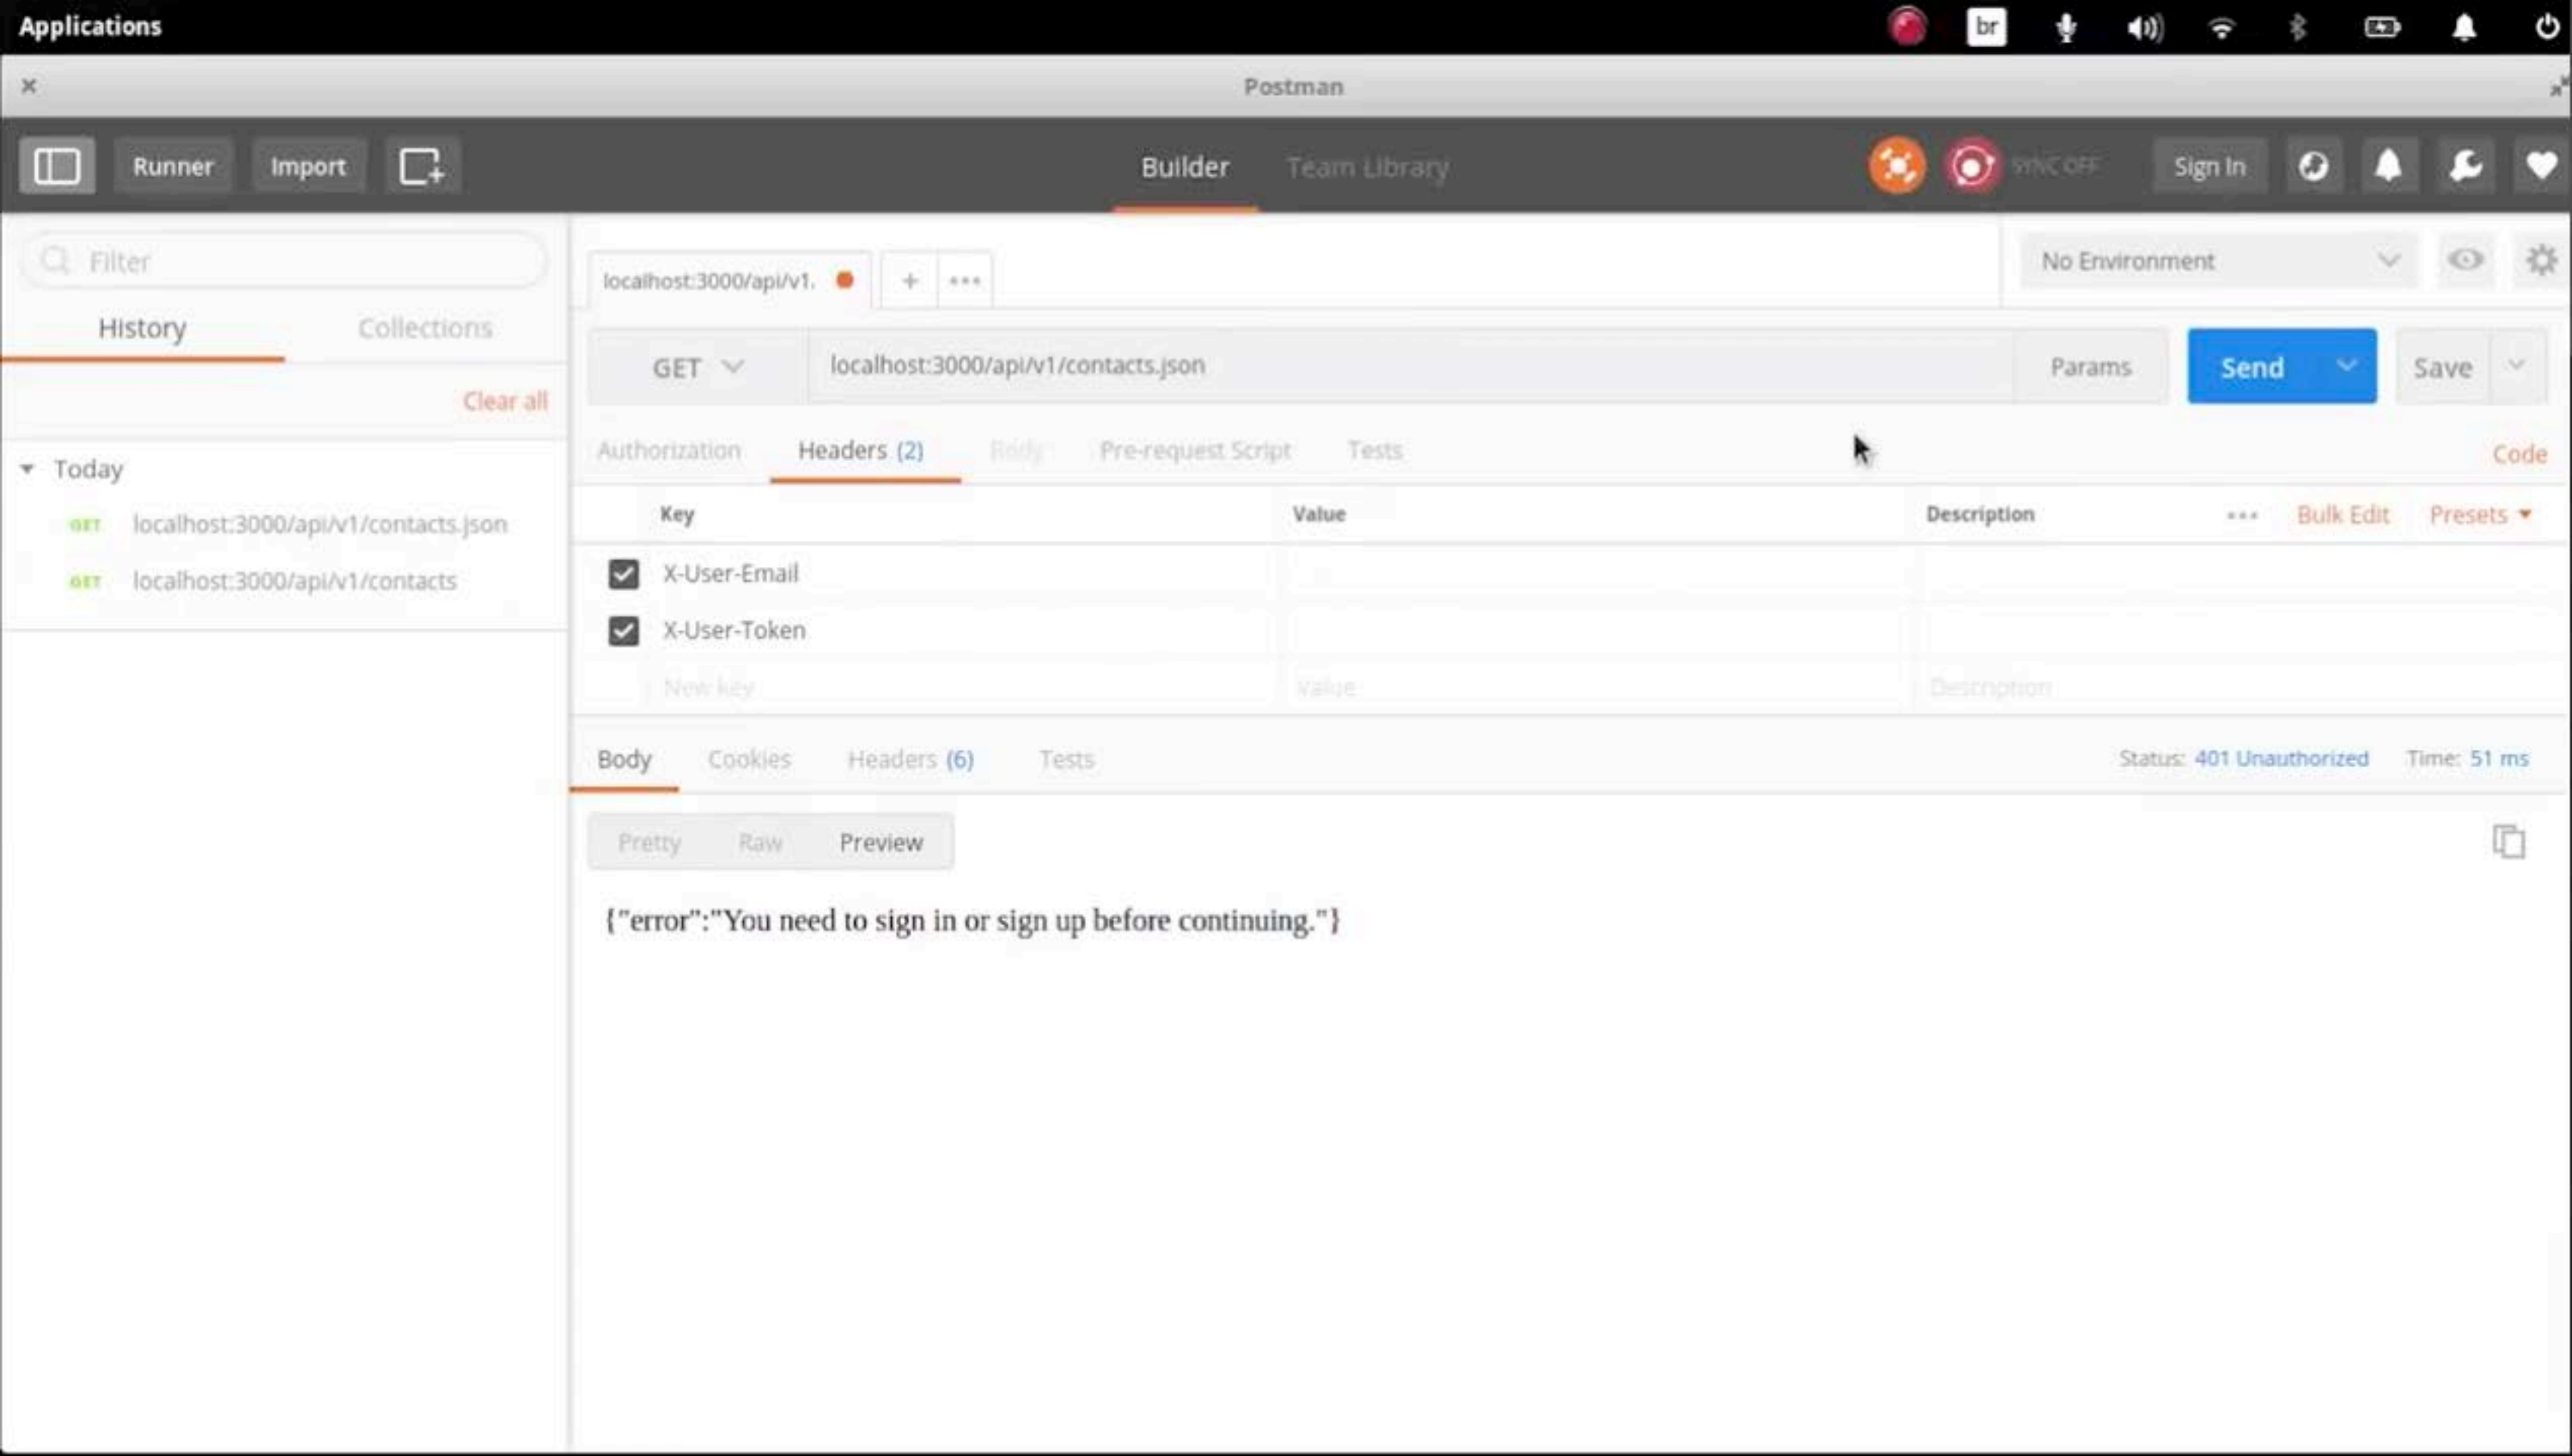 Applications
br
Postman
Runner Import Builder Team Library SYNC OFF Sign In
Filter
localhost:3000/api/v1. + ••• No Environment
History Collections
GET localhost:3000/api/v1/contacts.json Params Send Save
Clear all
Authorization Headers (2) Body Pre-request Script Tests Code
Today
Key Value Description ••• Bulk Edit Presets
GET localhost:3000/api/v1/contacts.json
GET localhost:3000/api/v1/contacts
X-User-Email
X-User-Token
New key Value Description
Body Cookies Headers (6) Tests Status: 401 Unauthorized Time: 51 ms
Pretty Raw Preview
{"error":"You need to sign in or sign up before continuing."}